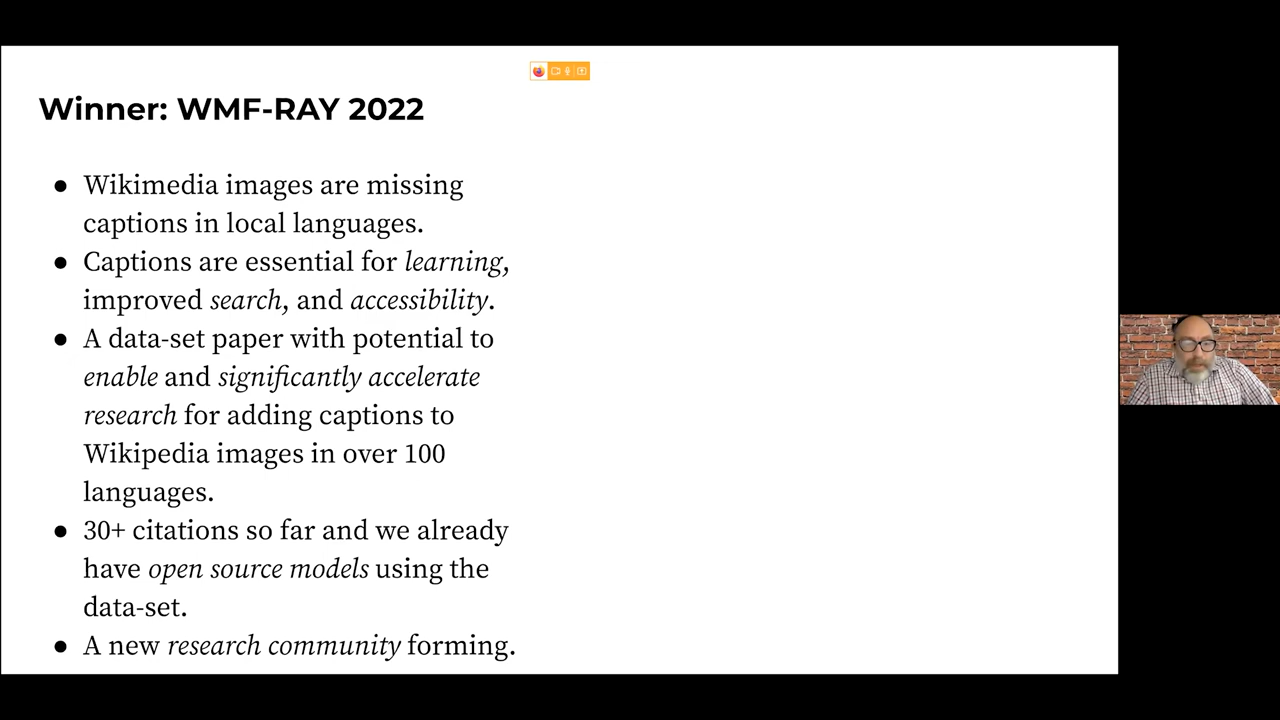 Winner: WMF-RAY 2022
● Wikimedia images are missing
captions in local languages.
● Captions are essential for learning,
improved search, and accessibility.
● A data-set paper with potential to
enable and significantly accelerate
research for adding captions to
Wikipedia images in over 100
languages.
● 30+ citations so far and we already
have open source models using the
data-set.
● A new research community forming.